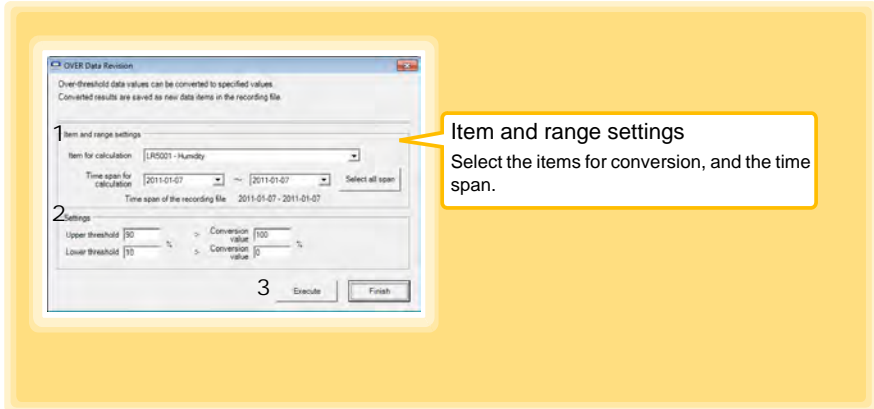 OVER Data Revision
Over-threshold data values can be converted to specified values.
Converted results are saved as new data items in the recording file.
1
Item and range settings
Item for calculation LR5001 - Humidity
Time span for calculation 2011-01-07 ~ 2011-01-07 Select all span
Time span of the recording file 2011-01-07 - 2011-01-07
2
Settings
Upper threshold 90 % > Conversion value 100 %
Lower threshold 10 > Conversion value 0
3 Execute Finish
Item and range settings
Select the items for conversion, and the time
span.